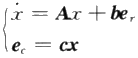 ẋ = Ax + be_r
e_c = cx